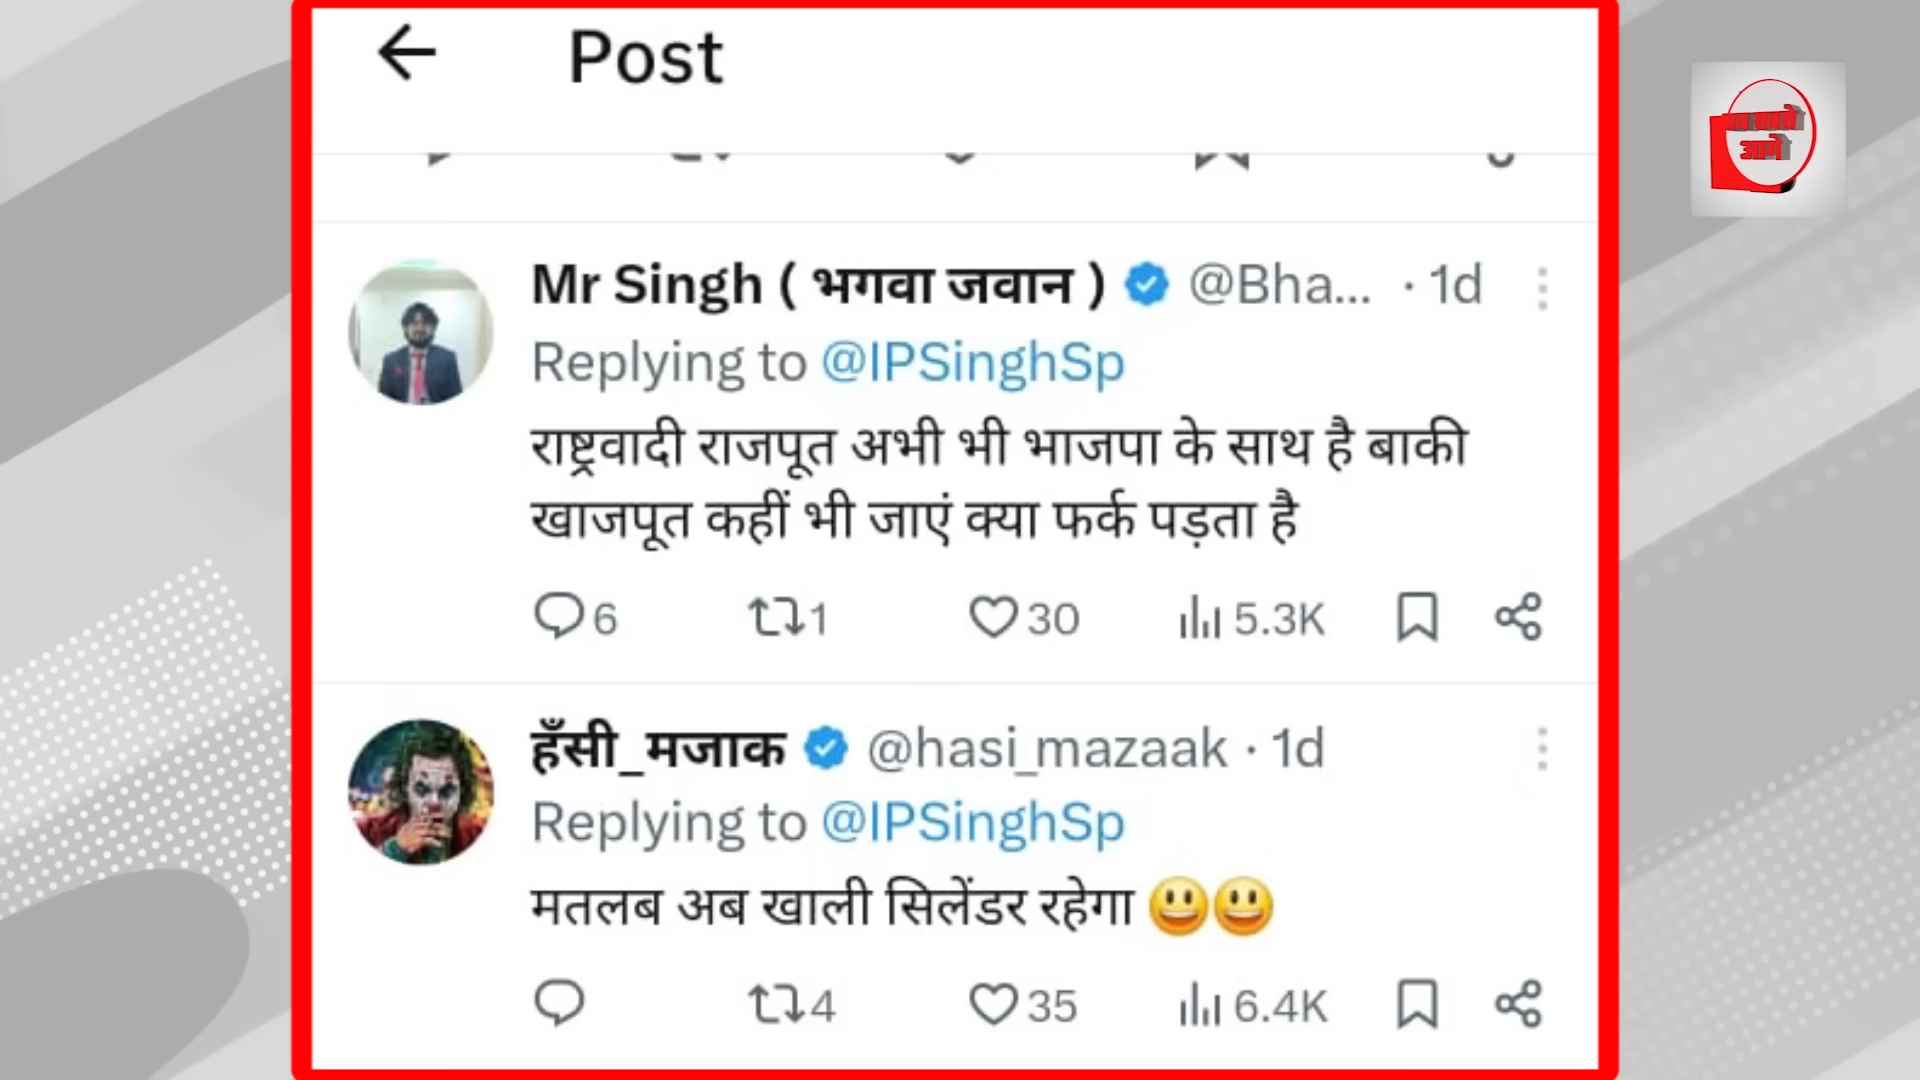 Post
आगे
Mr Singh ( भगवा जवान ) @Bha... · 1d
Replying to @IPSinghSp
राष्ट्रवादी राजपूत अभी भी भाजपा के साथ है बाकी
खाजपूत कहीं भी जाएं क्या फर्क पड़ता है
6 1 30 5.3K
हँसी_मजाक @hasi_mazaak · 1d
Replying to @IPSinghSp
मतलब अब खाली सिलेंडर रहेगा 😃😃
4 35 6.4K